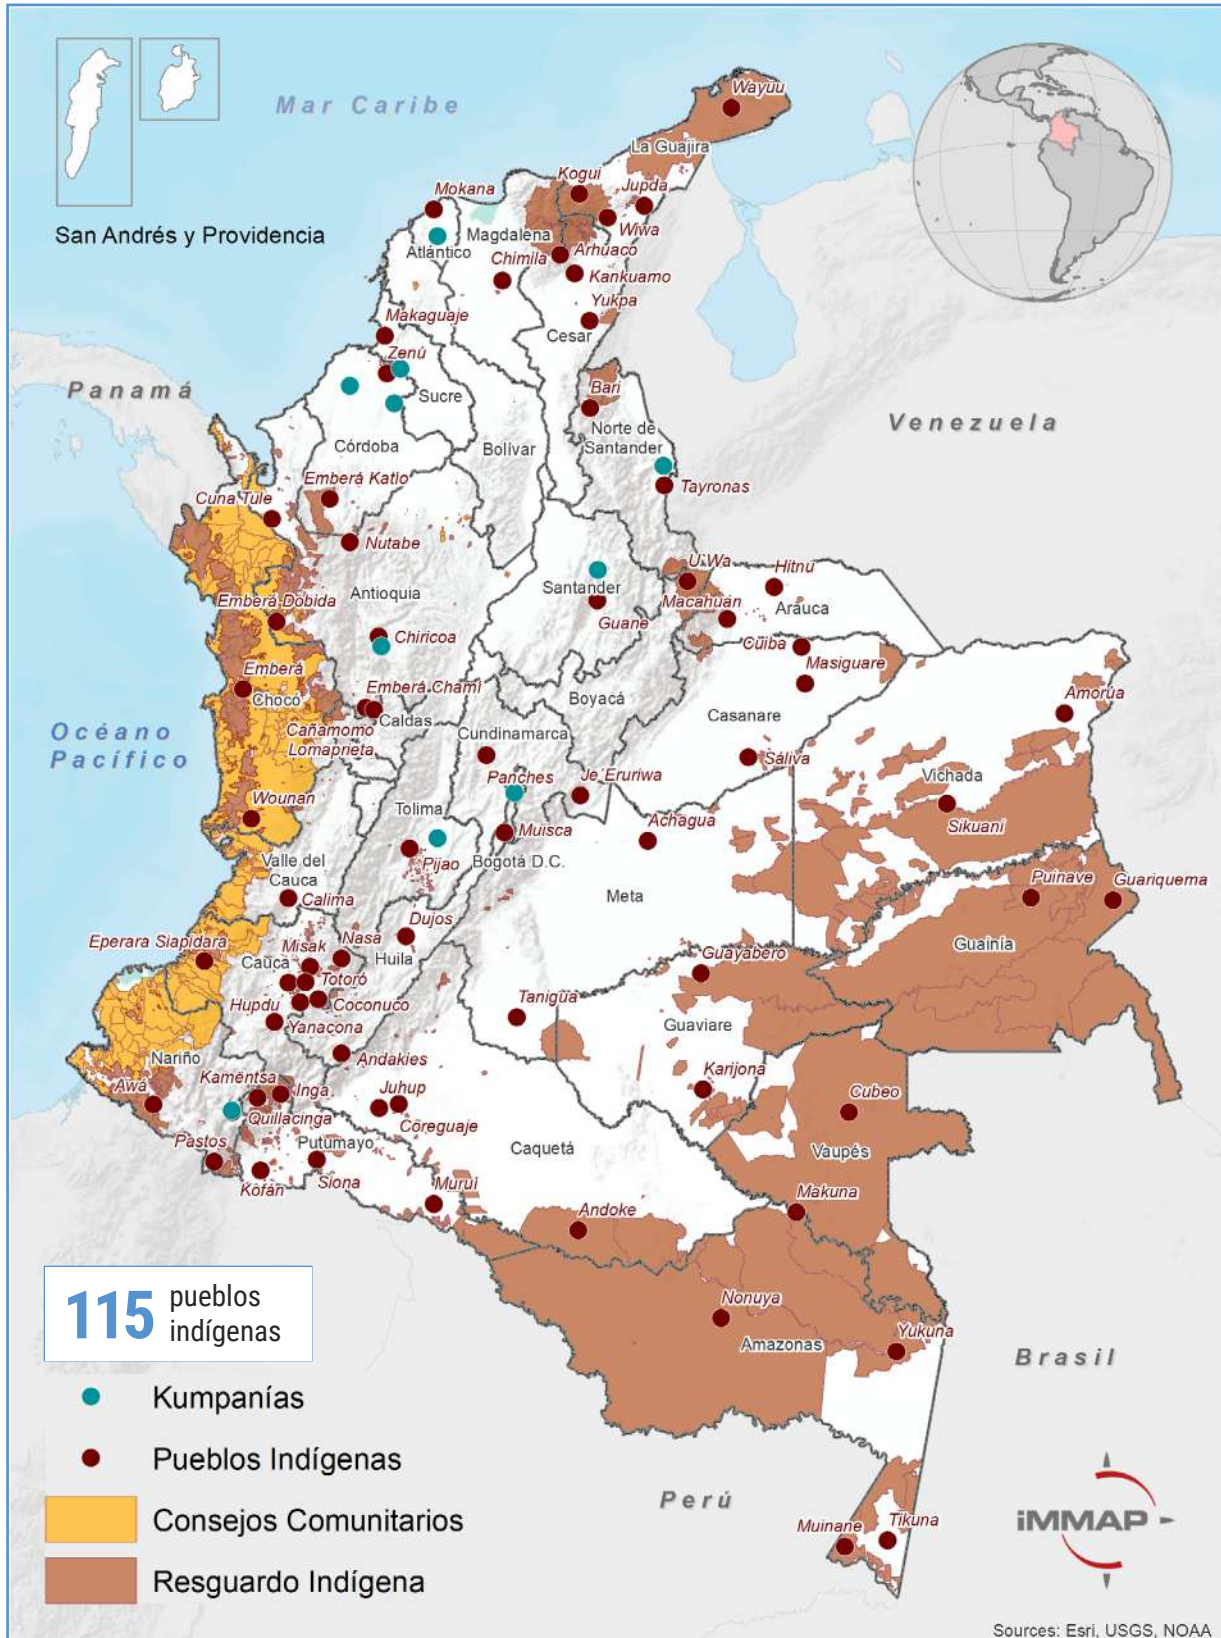 Mar Caribe
San Andrés y Providencia
Wayuu
La Guajira
Kogui
Jupda
Mokana
Magdalena
Wiwa
Atlántico
Arhuaco
Chimila
Kankuamo
Yukpa
Makaguaje
Cesar
Zenú
Panamá
Bari
Sucre
Venezuela
Norte de
Santander
Córdoba
Bolívar
Emberá Katio
Tayronas
Cuna Tule
Nutabe
U'Wa
Hitnü
Santander
Antioquia
Macahuán
Arauca
Emberá Dobida
Guane
Chiricoa
Cuiba
Masiguare
Emberá
Chocó
Emberá Chamí
Boyacá
Amorúa
Caldas
Casanare
Cañamomo
Lomaprieta
Cundinamarca
Océano
Pacífico
Sáliva
Panches
Je Eruriwa
Vichada
Wounan
Tolima
Sikuani
Muisca
Achagua
Pijao
Bogotá D.C.
Valle del
Cauca
Calima
Meta
Puinave
Guariquema
Dujos
Eperara Siapidara
Misak
Nasa
Cauca
Huila
Guainía
Guayabero
Totoró
Hupdu
Coconuco
Tanigua
Yanacona
Guaviare
Nariño
Andakies
Kamëntsa
Inga
Juhup
Karijona
Awá
Cubeo
Quillacinga
Coreguaje
Pastos
Putumayo
Caquetá
Vaupés
Kofán
Siona
Murui
Makuna
Andoke
115 pueblos
indígenas
Nonuya
Yukuna
Amazonas
Brasil
Kumpanías
Pueblos Indígenas
Perú
Consejos Comunitarios
iMMAP
Muinane
Tikuna
Resguardo Indígena
Sources: Esri, USGS, NOAA